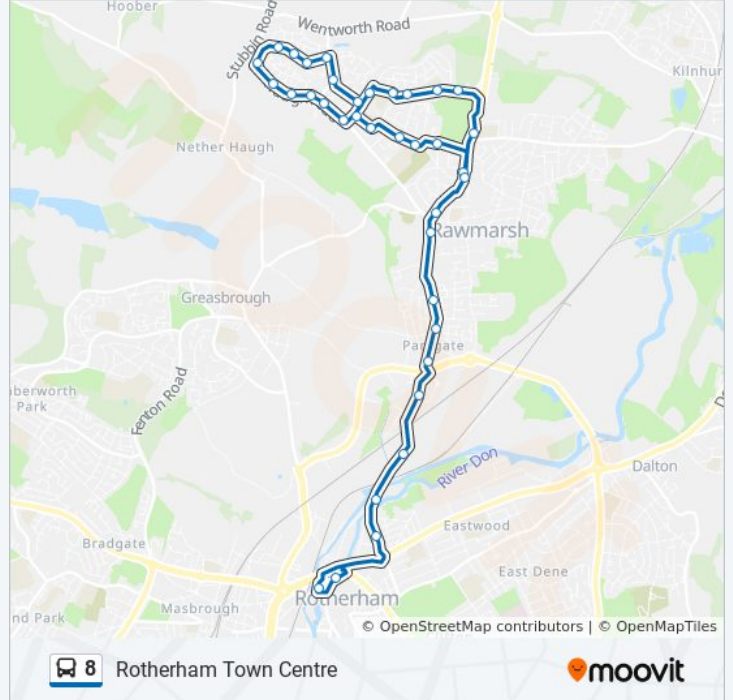 Hoober
Wentworth Road
Stubbin Road
Kilnhur
Nether Haugh
Rawmarsh
Greasbrough
Parkgate
berworth
Park
Fenton Road
River Don
Dalton
Eastwood
Bradgate
East Dene
Masbrough
Rotherham
nd Park
© OpenStreetMap contributors | © OpenMapTiles
8 Rotherham Town Centre
moovit